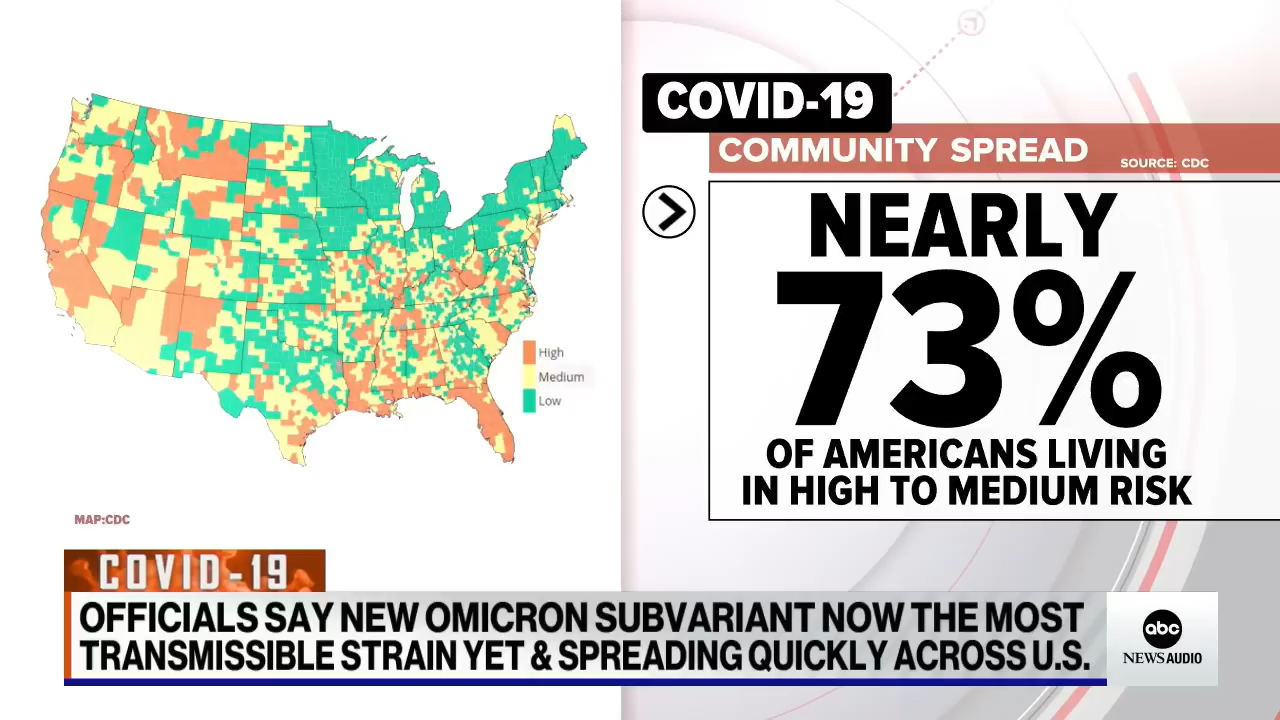 COVID-19
COMMUNITY SPREAD
SOURCE: CDC
NEARLY
73%
OF AMERICANS LIVING
IN HIGH TO MEDIUM RISK
High
Medium
Low
MAP:CDC
COVID-19
OFFICIALS SAY NEW OMICRON SUBVARIANT NOW THE MOST
TRANSMISSIBLE STRAIN YET & SPREADING QUICKLY ACROSS U.S.
abc
NEWS AUDIO